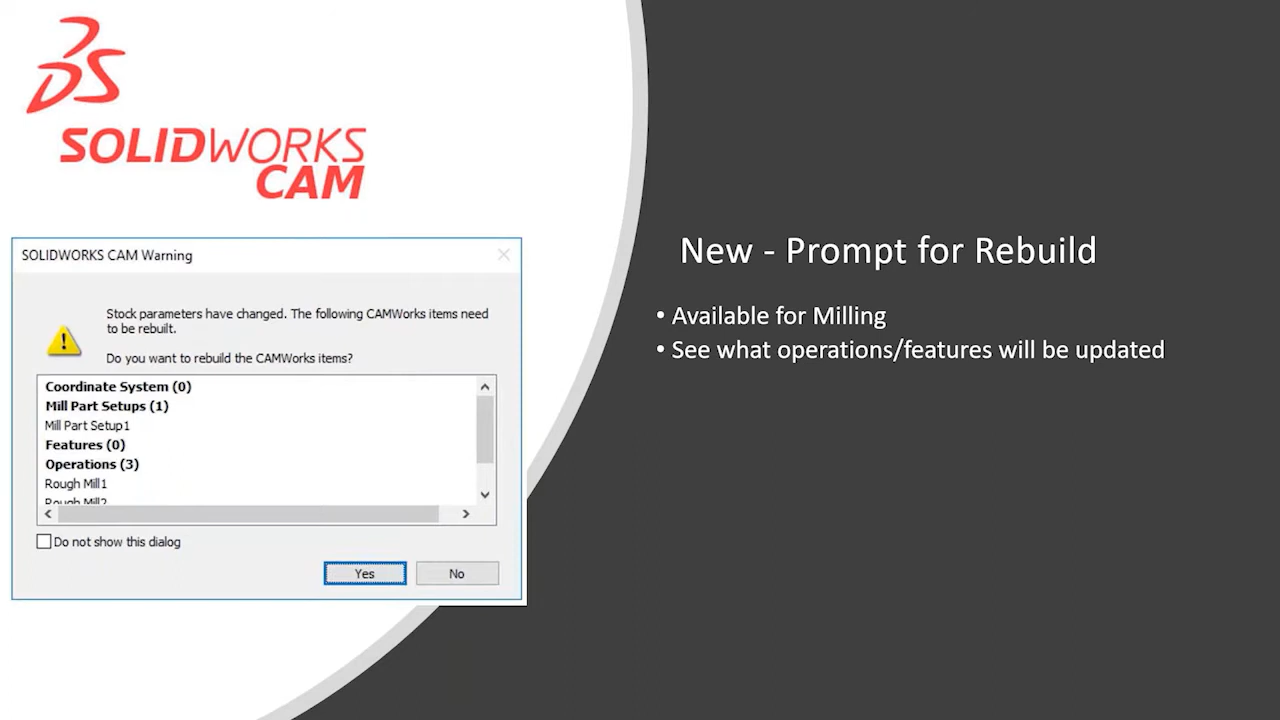 SOLIDWORKS
CAM
SOLIDWORKS CAM Warning
Stock parameters have changed. The following CAMWorks items need
to be rebuilt.
Do you want to rebuild the CAMWorks items?
Coordinate System (0)
Mill Part Setups (1)
Mill Part Setup1
Features (0)
Operations (3)
Rough Mill1
Rough Mill2
Do not show this dialog
Yes
No
New - Prompt for Rebuild
• Available for Milling
• See what operations/features will be updated